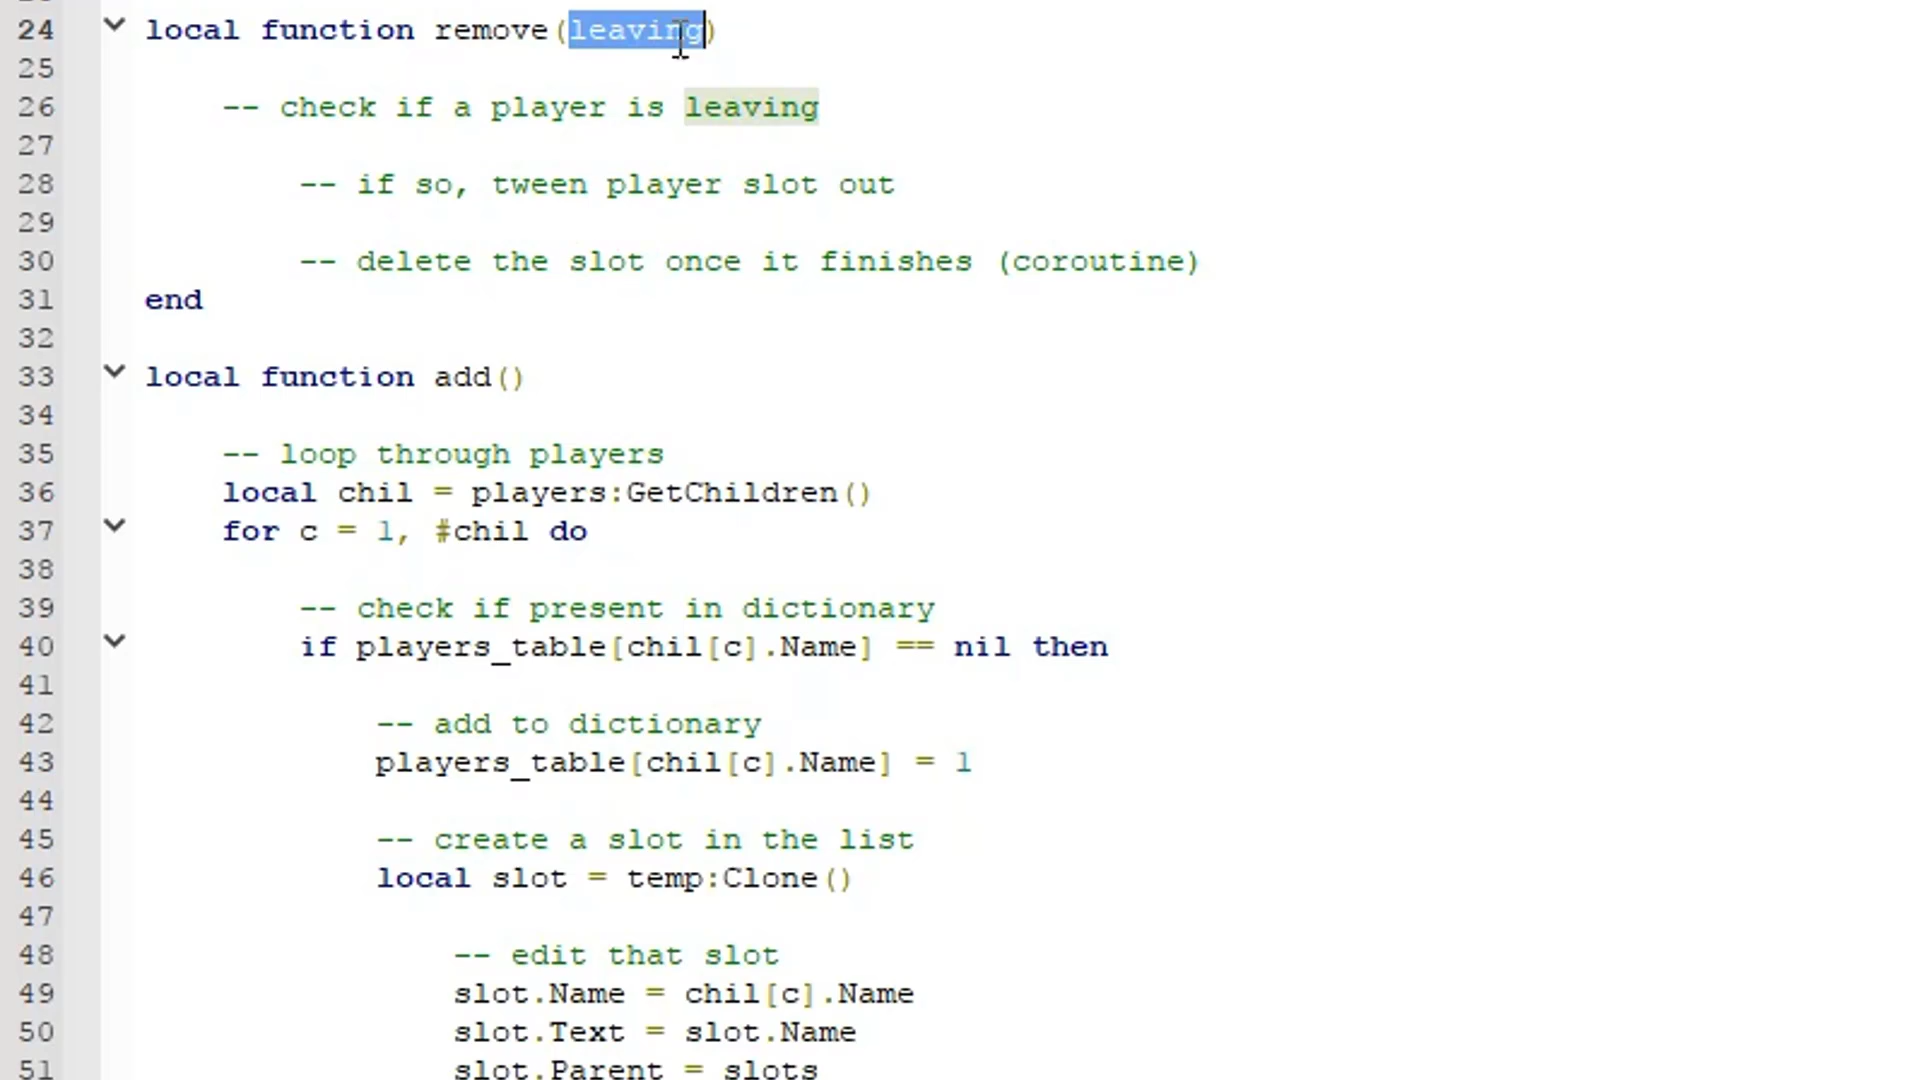 24 local function remove(leaving)
25
26 -- check if a player is leaving
27
28 -- if so, tween player slot out
29
30 -- delete the slot once it finishes (coroutine)
31 end
32
33 local function add()
34
35 -- loop through players
36 local chil = players:GetChildren()
37 for c = 1, #chil do
38
39 -- check if present in dictionary
40 if players_table[chil[c].Name] == nil then
41
42 -- add to dictionary
43 players_table[chil[c].Name] = 1
44
45 -- create a slot in the list
46 local slot = temp:Clone()
47
48 -- edit that slot
49 slot.Name = chil[c].Name
50 slot.Text = slot.Name
51 slot.Parent = slots